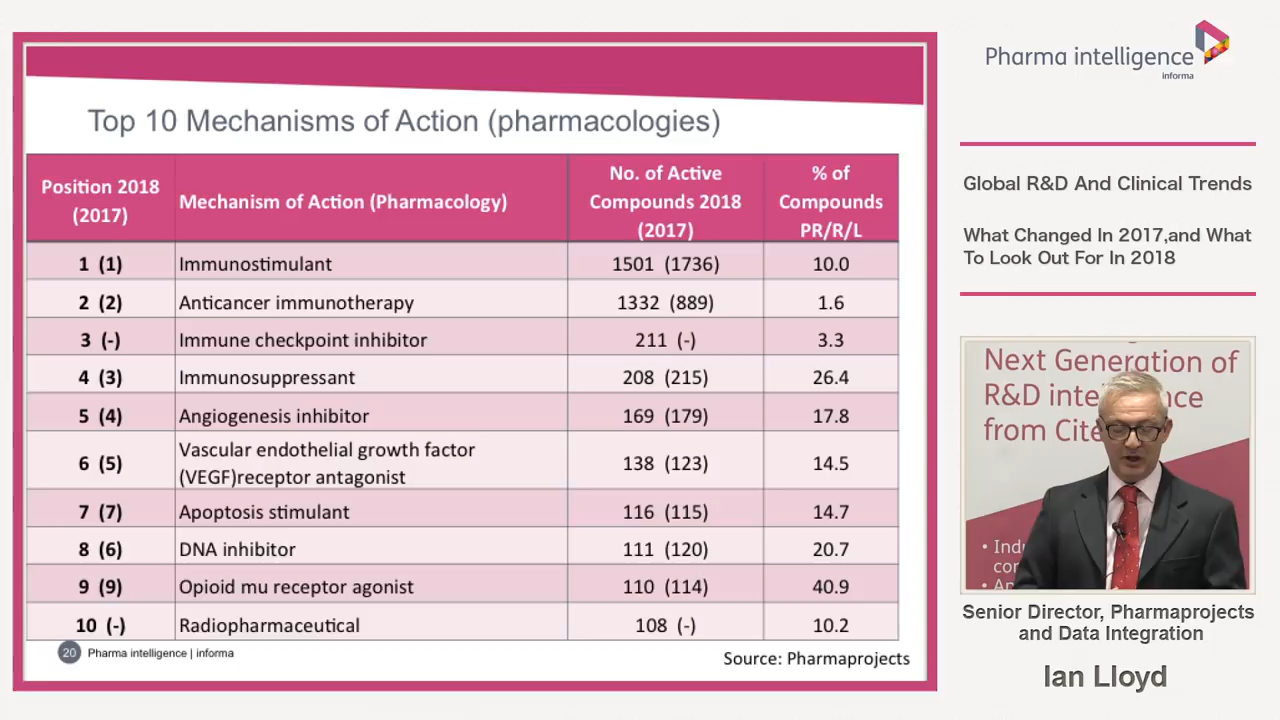 Top 10 Mechanisms of Action (pharmacologies)
Position 2018 (2017)
Mechanism of Action (Pharmacology)
No. of Active Compounds 2018 (2017)
% of Compounds PR/R/L
1 (1) Immunostimulant 1501 (1736) 10.0
2 (2) Anticancer immunotherapy 1332 (889) 1.6
3 (-) Immune checkpoint inhibitor 211 (-) 3.3
4 (3) Immunosuppressant 208 (215) 26.4
5 (4) Angiogenesis inhibitor 169 (179) 17.8
6 (5) Vascular endothelial growth factor (VEGF)receptor antagonist 138 (123) 14.5
7 (7) Apoptosis stimulant 116 (115) 14.7
8 (6) DNA inhibitor 111 (120) 20.7
9 (9) Opioid mu receptor agonist 110 (114) 40.9
10 (-) Radiopharmaceutical 108 (-) 10.2
20 Pharma intelligence | informa
Source: Pharmaprojects
Pharma intelligence
informa
Global R&D And Clinical Trends
What Changed In 2017,and What
To Look Out For In 2018
Next Generation of
R&D
from
Senior Director, Pharmaprojects
and Data Integration
Ian Lloyd